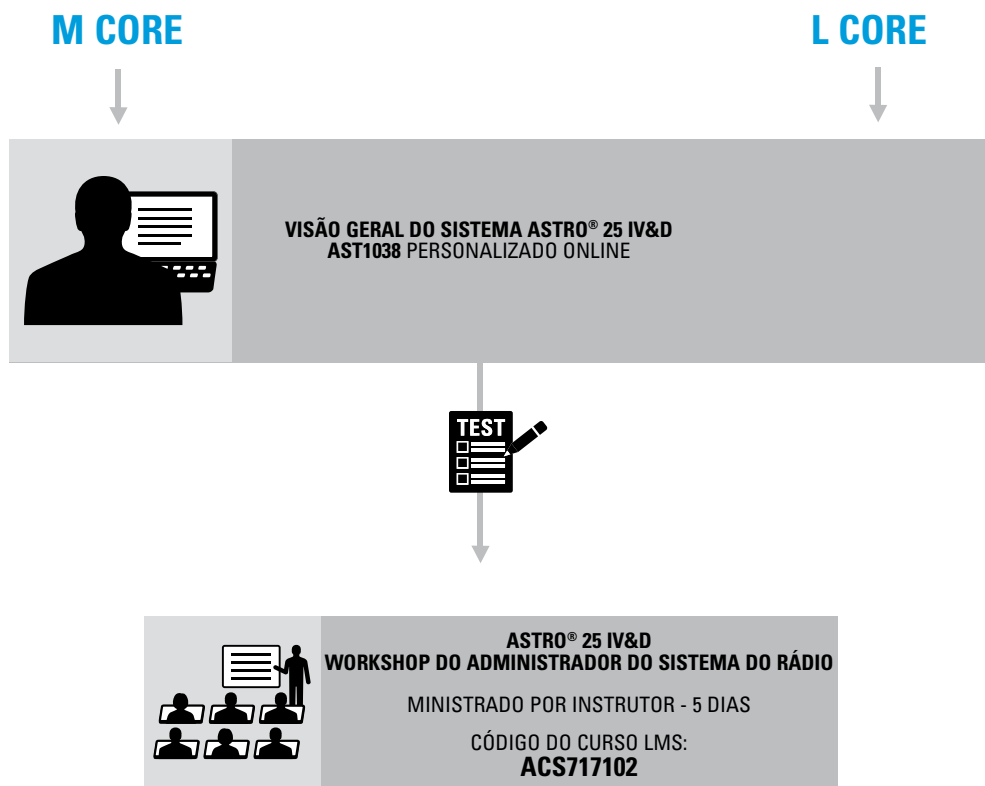 M CORE
L CORE
VISÃO GERAL DO SISTEMA ASTRO® 25 IV&D
AST1038 PERSONALIZADO ONLINE
TEST
ASTRO® 25 IV&D
WORKSHOP DO ADMINISTRADOR DO SISTEMA DO RÁDIO
MINISTRADO POR INSTRUTOR - 5 DIAS
CÓDIGO DO CURSO LMS:
ACS717102